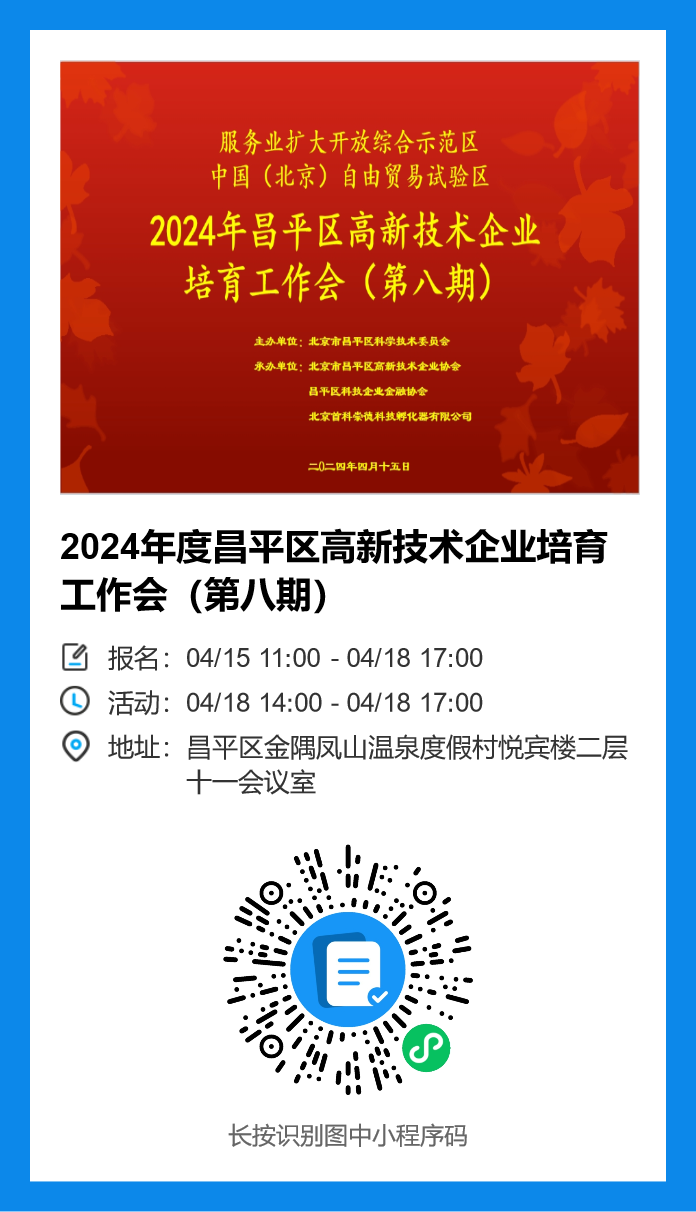 服务业扩大开放综合示范区
中国（北京）自由贸易试验区
2024年昌平区高新技术企业
培育工作会（第八期）
主办单位：北京市昌平区科学技术委员会
承办单位：北京市昌平区高新技术企业协会
昌平区科技企业金融协会
北京首科崇德科技孵化器有限公司
二〇二四年四月十五日
2024年度昌平区高新技术企业培育
工作会（第八期）
报名：04/15 11:00 - 04/18 17:00
活动：04/18 14:00 - 04/18 17:00
地址：昌平区金隅凤山温泉度假村悦宾楼二层
十一会议室
长按识别图中小程序码